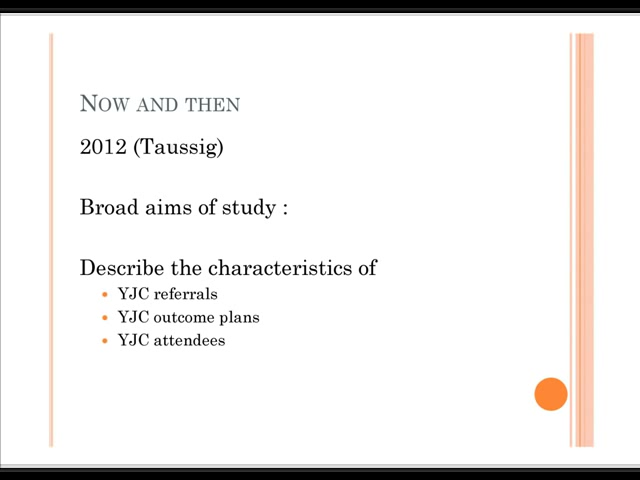 Now and then
2012 (Taussig)
Broad aims of study :
Describe the characteristics of
YJC referrals
YJC outcome plans
YJC attendees